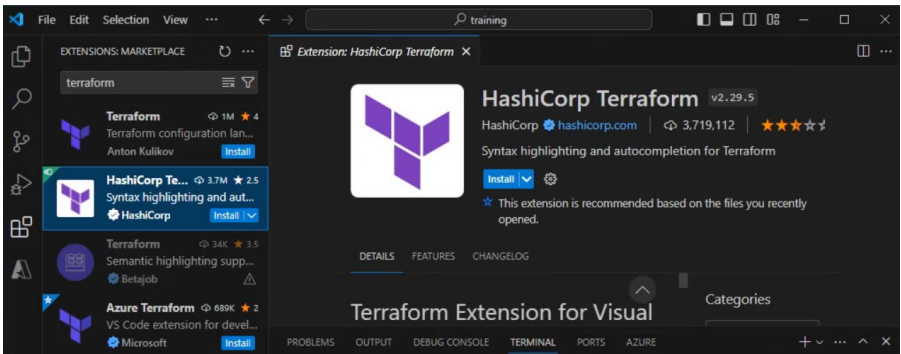 File Edit Selection View ... training
EXTENSIONS: MARKETPLACE
terraform
Terraform 1M ★ 4
Terraform configuration lan...
Anton Kulikov Install
HashiCorp Te... 3.7M ★ 2.5
Syntax highlighting and aut...
HashiCorp Install
Terraform 34K ★ 3.5
Semantic highlighting supp...
Betajob
Azure Terraform 689K ★ 2
VS Code extension for devel...
Microsoft Install
Extension: HashiCorp Terraform
HashiCorp Terraform v2.29.5
HashiCorp hashicorp.com 3,719,112
Syntax highlighting and autocompletion for Terraform
Install
This extension is recommended based on the files you recently
opened.
DETAILS FEATURES CHANGELOG
Terraform Extension for Visual
Categories
PROBLEMS OUTPUT DEBUG CONSOLE TERMINAL PORTS AZURE